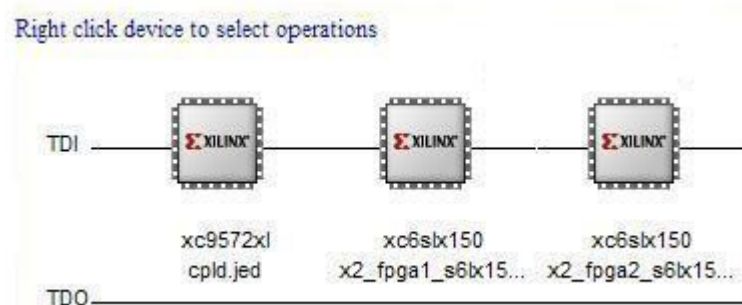 Right click device to select operations
TDI
XILINX
XILINX
XILINX
xc9572xl
cpld.jed
xc6slx150
x2_fpga1_s6lx15...
xc6slx150
x2_fpga2_s6lx15...
TDO